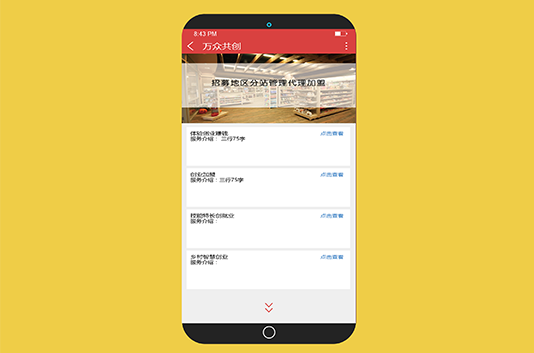 8:43 PM
万众共创
招募地区分站管理代理加盟
体验创业赚钱 点击查看
服务介绍：三行75字
创业加盟 点击查看
服务介绍：三行75字
技能特长创就业 点击查看
服务介绍：
乡村智慧创业 点击查看
服务介绍：